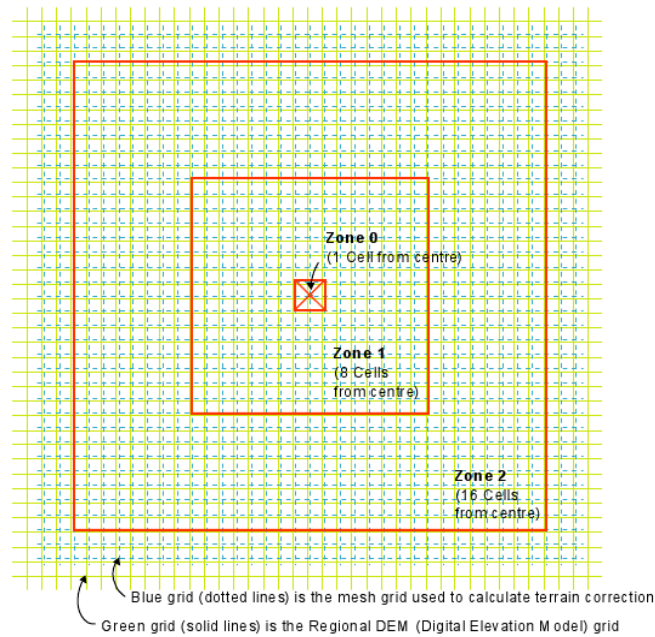 Zone 0
(1 Cell from centre)
Zone 1
(8 Cells
from centre)
Zone 2
(16 Cells
from centre)
Blue grid (dotted lines) is the mesh grid used to calculate terrain correction
Green grid (solid lines) is the Regional DEM (Digital Elevation Model) grid